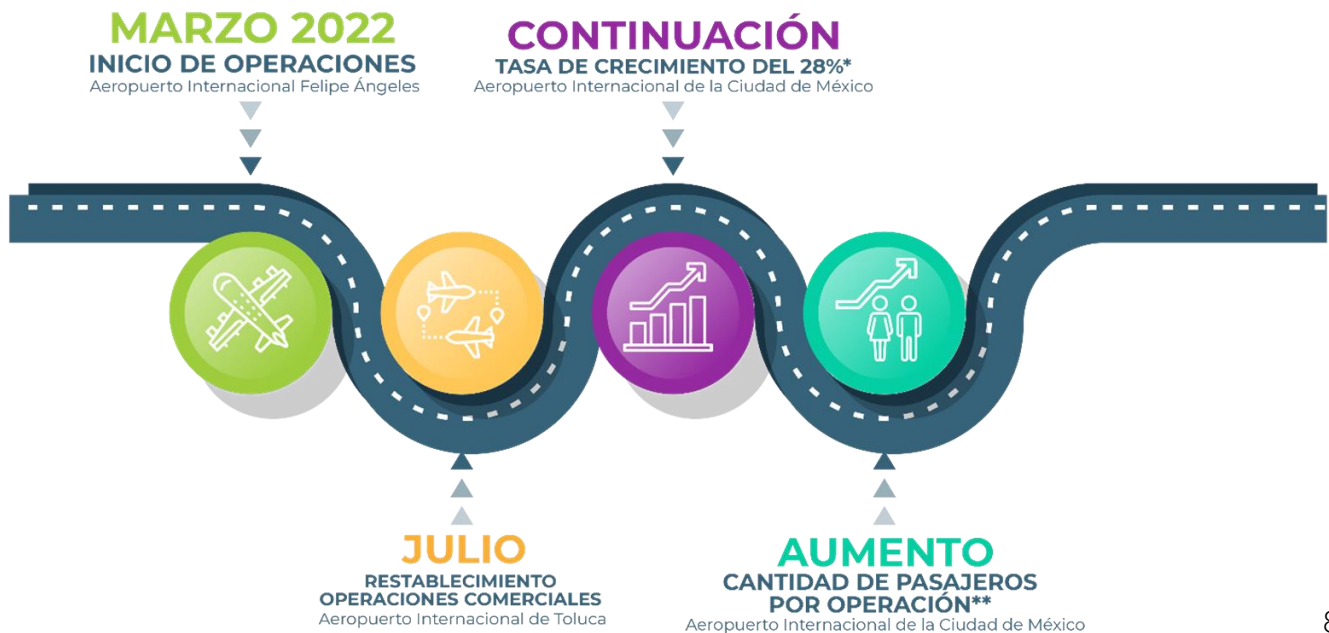 MARZO 2022
INICIO DE OPERACIONES
Aeropuerto Internacional Felipe Ángeles
CONTINUACIÓN
TASA DE CRECIMIENTO DEL 28%*
Aeropuerto Internacional de la Ciudad de México
JULIO
RESTABLECIMIENTO
OPERACIONES COMERCIALES
Aeropuerto Internacional de Toluca
AUMENTO
CANTIDAD DE PASAJEROS
POR OPERACIÓN**
Aeropuerto Internacional de la Ciudad de México